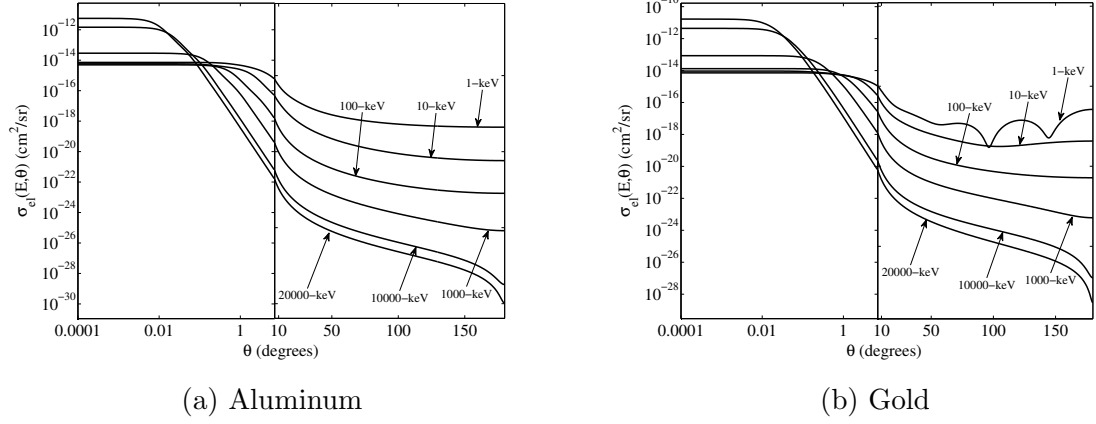 10⁻¹²
10⁻¹⁴
10⁻¹⁶
10⁻¹⁸
10⁻²⁰
10⁻²²
10⁻²⁴
10⁻²⁶
10⁻²⁸
10⁻³⁰
σel(E,θ) (cm²/sr)
1–keV
100–keV
10–keV
20000–keV
10000–keV
1000–keV
0.0001 0.01 1 10 50 100 150
θ (degrees)
(a) Aluminum
10⁻¹⁰
10⁻¹²
10⁻¹⁴
10⁻¹⁶
10⁻¹⁸
10⁻²⁰
10⁻²²
10⁻²⁴
10⁻²⁶
10⁻²⁸
σel(E,θ) (cm²/sr)
1–keV
10–keV
100–keV
20000–keV
10000–keV
1000–keV
0.0001 0.01 1 10 50 100 150
θ (degrees)
(b) Gold